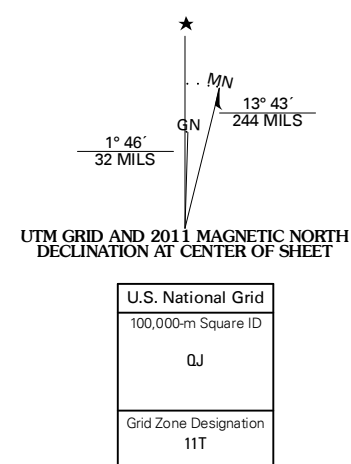 MN
GN
13° 43´
244 MILS
1° 46´
32 MILS
UTM GRID AND 2011 MAGNETIC NORTH
DECLINATION AT CENTER OF SHEET
U.S. National Grid
100,000-m Square ID
QJ
Grid Zone Designation
11T